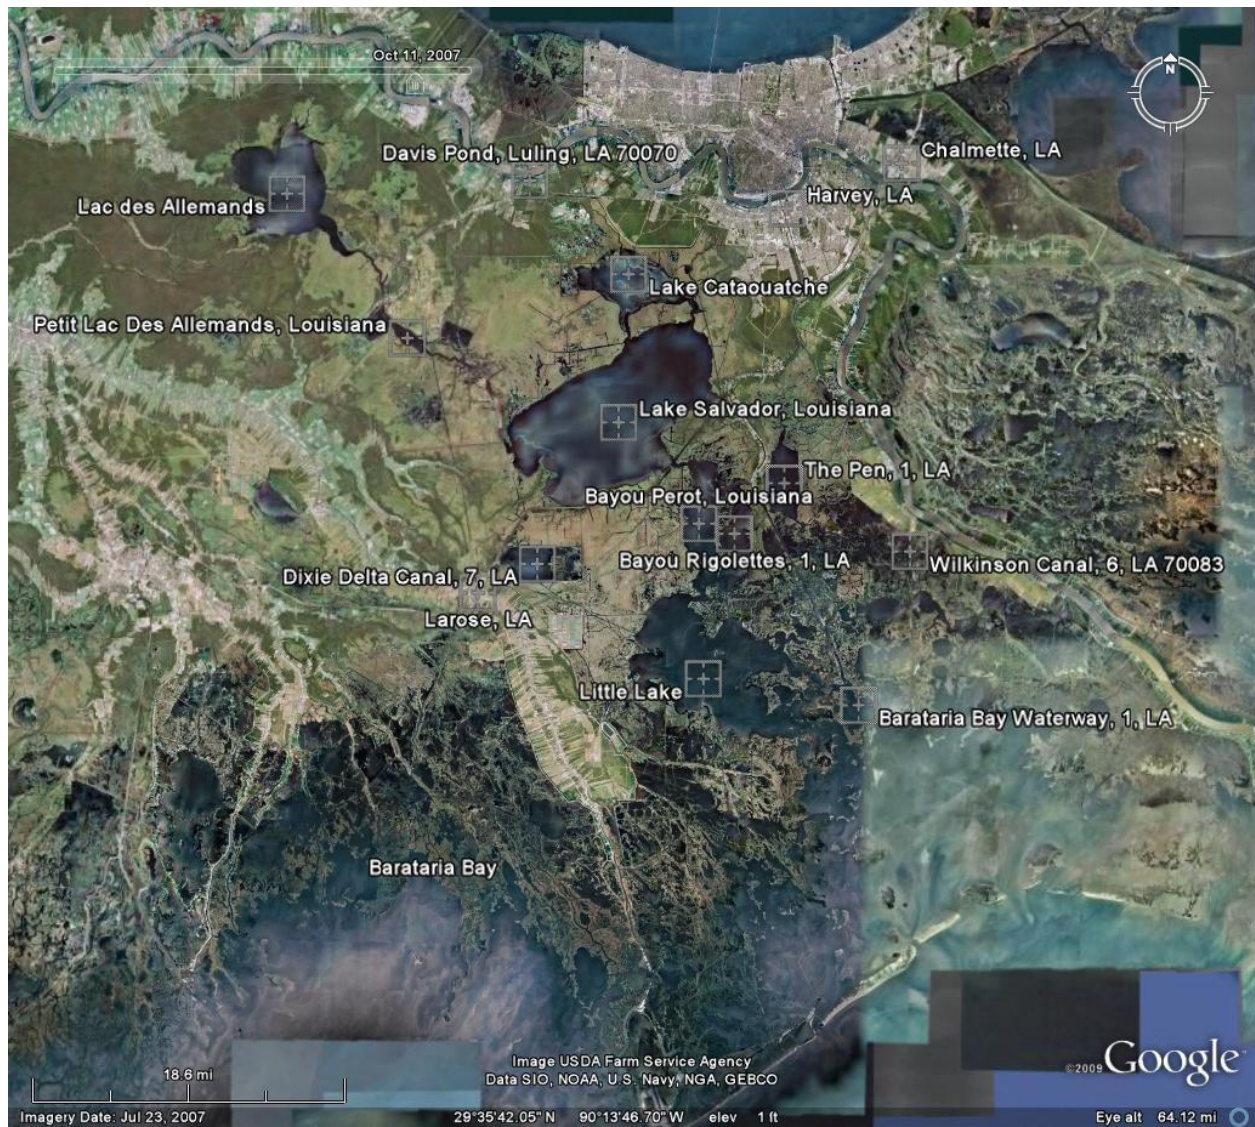 Oct 11, 2007
N
Davis Pond, Luling, LA 70070
Chalmette, LA
Harvey, LA
Lac des Allemands
Lake Cataouatche
Petit Lac Des Allemands, Louisiana
Lake Salvador, Louisiana
The Pen, 1, LA
Bayou Perot, Louisiana
Bayou Rigolettes, 1, LA
Wilkinson Canal, 6, LA 70083
Dixie Delta Canal, 7, LA
Larose, LA
Little Lake
Barataria Bay Waterway, 1, LA
Barataria Bay
Image USDA Farm Service Agency
Data SIO, NOAA, U.S. Navy, NGA, GEBCO
©2009 Google
18.6 mi
Imagery Date: Jul 23, 2007 29°35'42.05" N 90°13'46.70" W elev 1 ft Eye alt 64.12 mi